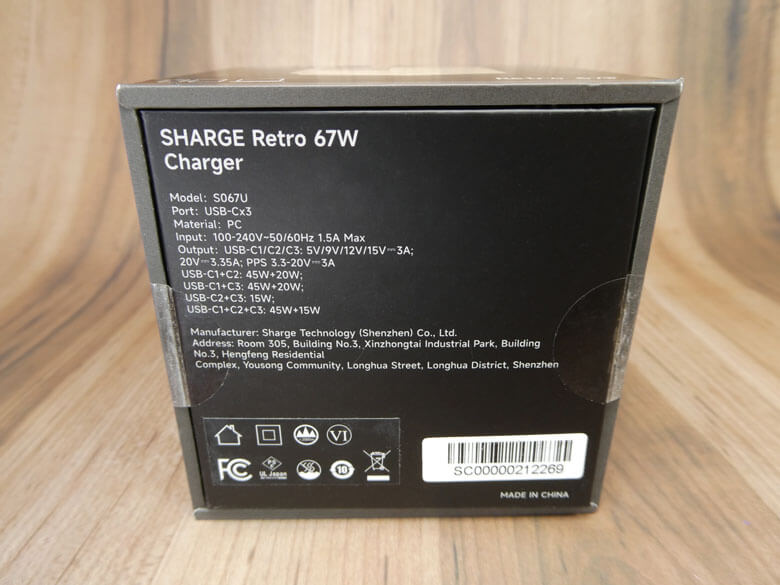 SHARGE Retro 67W
Charger
Model: S067U
Port: USB-Cx3
Material: PC
Input: 100-240V~50/60Hz 1.5A Max
Output: USB-C1/C2/C3: 5V/9V/12V/15V⎓3A;
20V⎓3.35A; PPS 3.3-20V⎓3A
USB-C1+C2: 45W+20W;
USB-C1+C3: 45W+20W;
USB-C2+C3: 15W;
USB-C1+C2+C3: 45W+15W
Manufacturer: Sharge Technology (Shenzhen) Co., Ltd.
Address: Room 305, Building No.3, Xinzhongtai Industrial Park, Building
No.3, Hengfeng Residential
Complex, Yousong Community, Longhua Street, Longhua District, Shenzhen
VI
FC
PS
UL Japan
10
SC00000212269
MADE IN CHINA